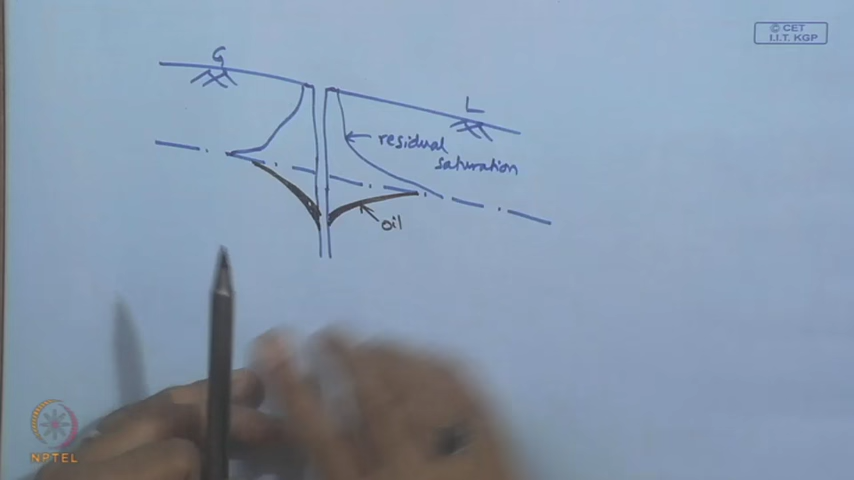 © CET
I.I.T. KGP
G
L
residual
saturation
oil
NPTEL